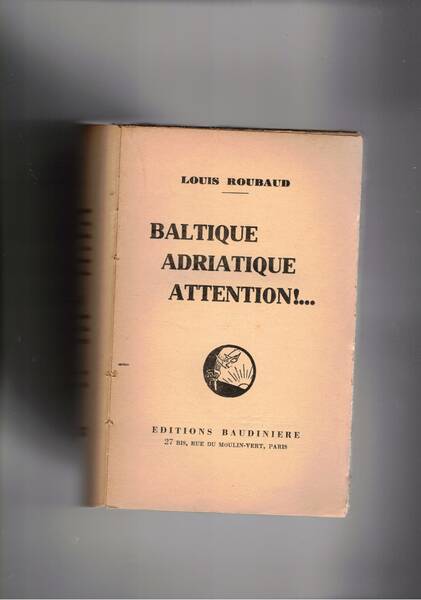 LOUIS ROUBAUD
BALTIQUE
ADRIATIQUE
ATTENTION!...
EDITIONS BAUDINIERE
27 BIS, RUE DU MOULIN-VERT, PARIS